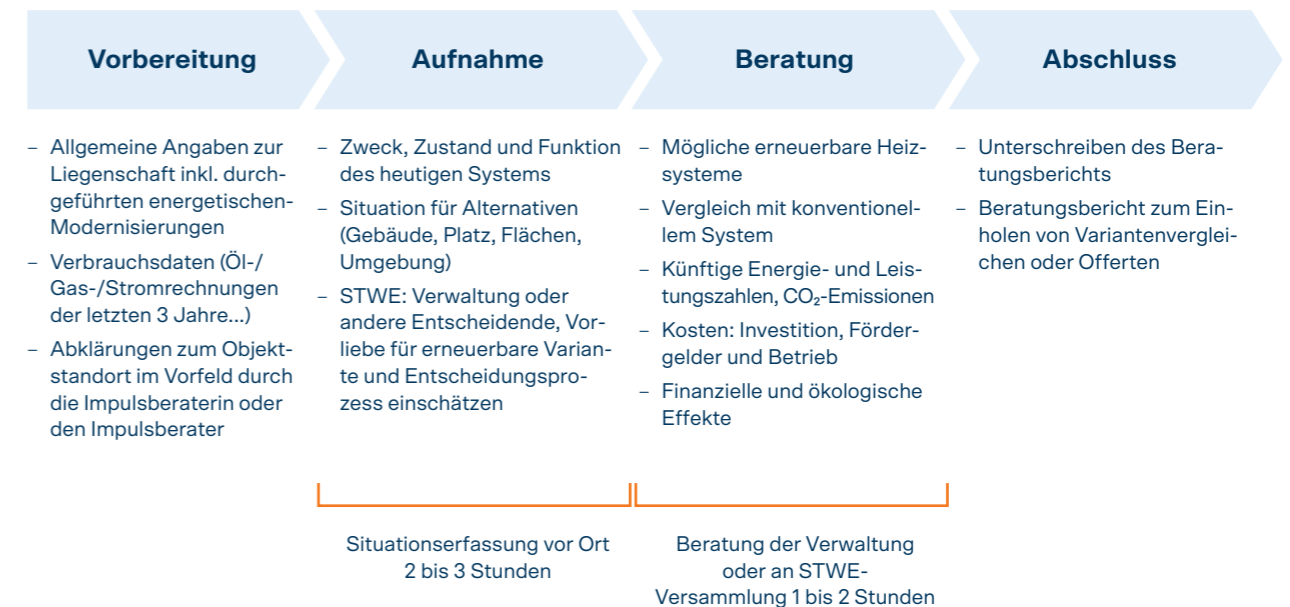 Vorbereitung
Aufnahme
Beratung
Abschluss
– Allgemeine Angaben zur
Liegenschaft inkl. durch-
geführten energetischen-
Modernisierungen
– Verbrauchsdaten (Öl-/
Gas-/Stromrechnungen
der letzten 3 Jahre...)
– Abklärungen zum Objekt-
standort im Vorfeld durch
die Impulsberaterin oder
den Impulsberater
– Zweck, Zustand und Funktion
des heutigen Systems
– Situation für Alternativen
(Gebäude, Platz, Flächen,
Umgebung)
– STWE: Verwaltung oder
andere Entscheidende, Vor-
liebe für erneuerbare Varian-
te und Entscheidungspro-
zess einschätzen
– Mögliche erneuerbare Heiz-
systeme
– Vergleich mit konventionel-
lem System
– Künftige Energie- und Leis-
tungszahlen, CO₂-Emissionen
– Kosten: Investition, Förder-
gelder und Betrieb
– Finanzielle und ökologische
Effekte
– Unterschreiben des Bera-
tungsberichts
– Beratungsbericht zum Ein-
holen von Variantenverglei-
chen oder Offerten
Situationserfassung vor Ort
2 bis 3 Stunden
Beratung der Verwaltung
oder an STWE-
Versammlung 1 bis 2 Stunden